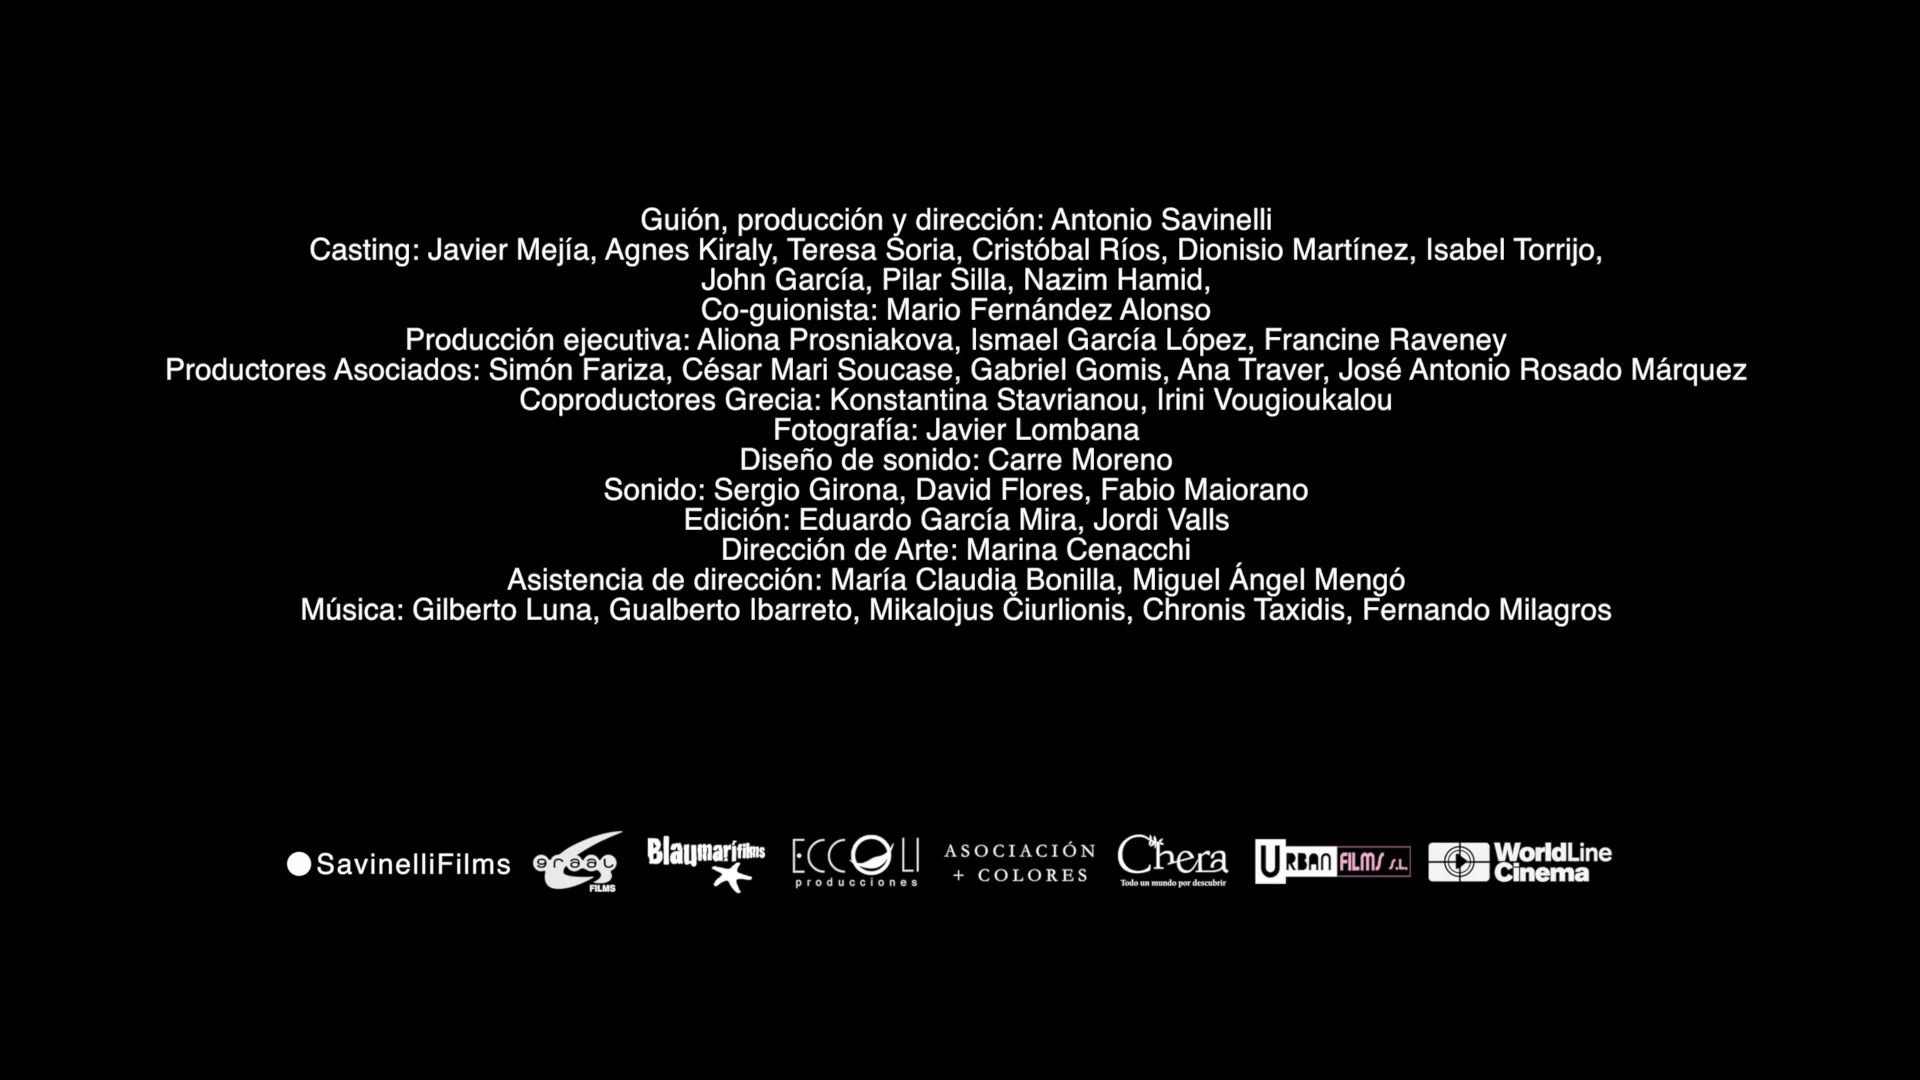 Guión, producción y dirección: Antonio Savinelli
Casting: Javier Mejía, Agnes Kiraly, Teresa Soria, Cristóbal Ríos, Dionisio Martínez, Isabel Torrijo,
John García, Pilar Silla, Nazim Hamid,
Co-guionista: Mario Fernández Alonso
Producción ejecutiva: Aliona Prosniakova, Ismael García López, Francine Raveney
Productores Asociados: Simón Fariza, César Mari Soucase, Gabriel Gomis, Ana Traver, José Antonio Rosado Márquez
Coproductores Grecia: Konstantina Stavrianou, Irini Vougioukalou
Fotografía: Javier Lombana
Diseño de sonido: Carre Moreno
Sonido: Sergio Girona, David Flores, Fabio Maiorano
Edición: Eduardo García Mira, Jordi Valls
Dirección de Arte: Marina Cenacchi
Asistencia de dirección: María Claudia Bonilla, Miguel Ángel Mengó
Música: Gilberto Luna, Gualberto Ibarreto, Mikalojus Čiurlionis, Chronis Taxidis, Fernando Milagros
SavinelliFilms
graal
FILMS
Blaumarífilms
ECCOLI
producciones
ASOCIACIÓN
+ COLORES
Chera
Todo un mundo por descubrir
URBAN FILMS S.L.
WorldLine
Cinema